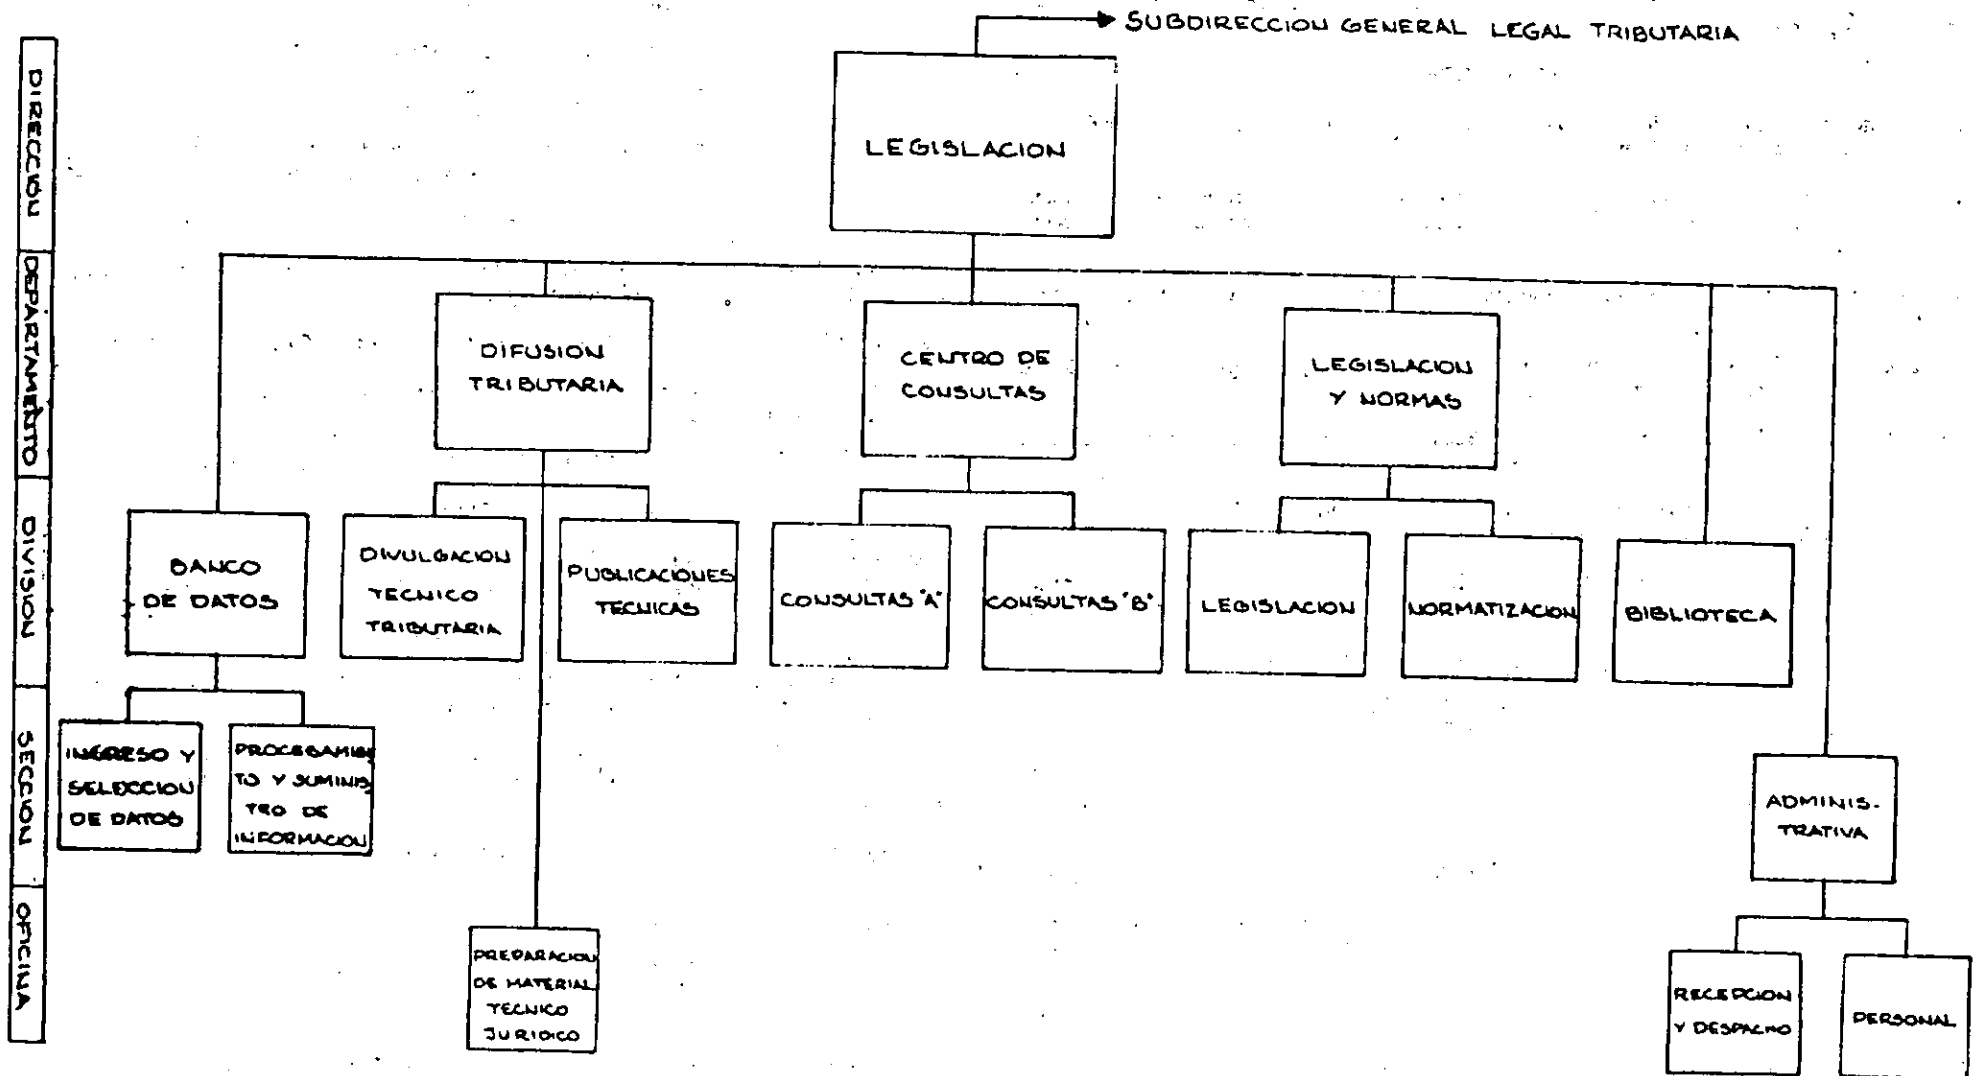 SUBDIRECCION GENERAL LEGAL TRIBUTARIA
DIRECCION
LEGISLACION
DEPARTAMENTO
DIFUSION
TRIBUTARIA
CENTRO DE
CONSULTAS
LEGISLACION
Y NORMAS
DIVISION
BANCO
DE DATOS
DIVULGACION
TECNICO
TRIBUTARIA
PUBLICACIONES
TECNICAS
CONSULTAS "A"
CONSULTAS "B"
LEGISLACION
NORMATIZACION
BIBLIOTECA
SECCION
INGRESO Y
SELECCION
DE DATOS
PROCESAMIEN
TO Y SUMINIS
TRO DE
INFORMACION
ADMINIS-
TRATIVA
OFICINA
PREPARACION
DE MATERIAL
TECNICO
JURIDICO
RECEPCION
Y DESPACHO
PERSONAL